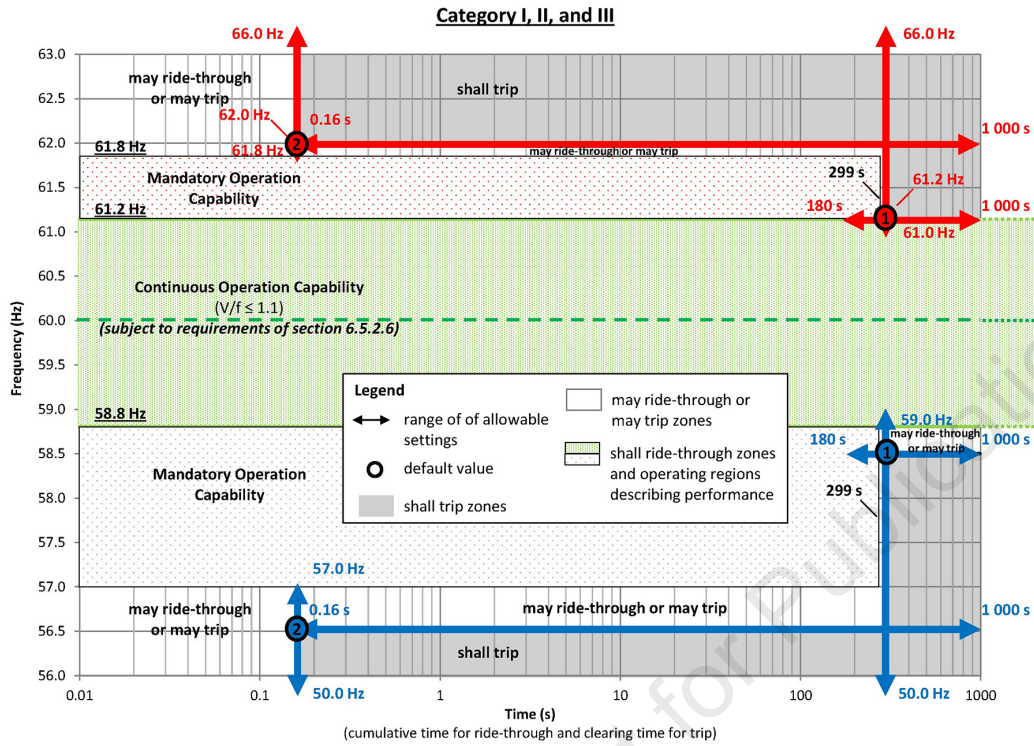 Category I, II, and III
66.0 Hz
66.0 Hz
63.0
may ride-through
or may trip
shall trip
62.5
62.0 Hz
0.16 s
62.0
2
1 000 s
61.8 Hz
61.8 Hz
may ride-through or may trip
Mandatory Operation
Capability
299 s
61.5
61.2 Hz
61.2 Hz
180 s
1
1 000 s
61.0
61.0 Hz
60.5
Continuous Operation Capability
(V/f ≤ 1.1)
60.0
(subject to requirements of section 6.5.2.6)
Frequency (Hz)
59.5
Legend
range of of allowable
settings
default value
shall trip zones
may ride-through or
may trip zones
shall ride-through zones
and operating regions
describing performance
59.0
58.8 Hz
59.0 Hz
may ride-through
or may trip
180 s
1
1 000 s
58.5
Mandatory Operation
Capability
299 s
58.0
57.5
57.0 Hz
57.0
may ride-through
or may trip
0.16 s
may ride-through or may trip
1 000 s
56.5
2
shall trip
56.0
50.0 Hz
50.0 Hz
0.01
0.1
1
10
100
1000
Time (s)
(cumulative time for ride-through and clearing time for trip)
for Publicatio